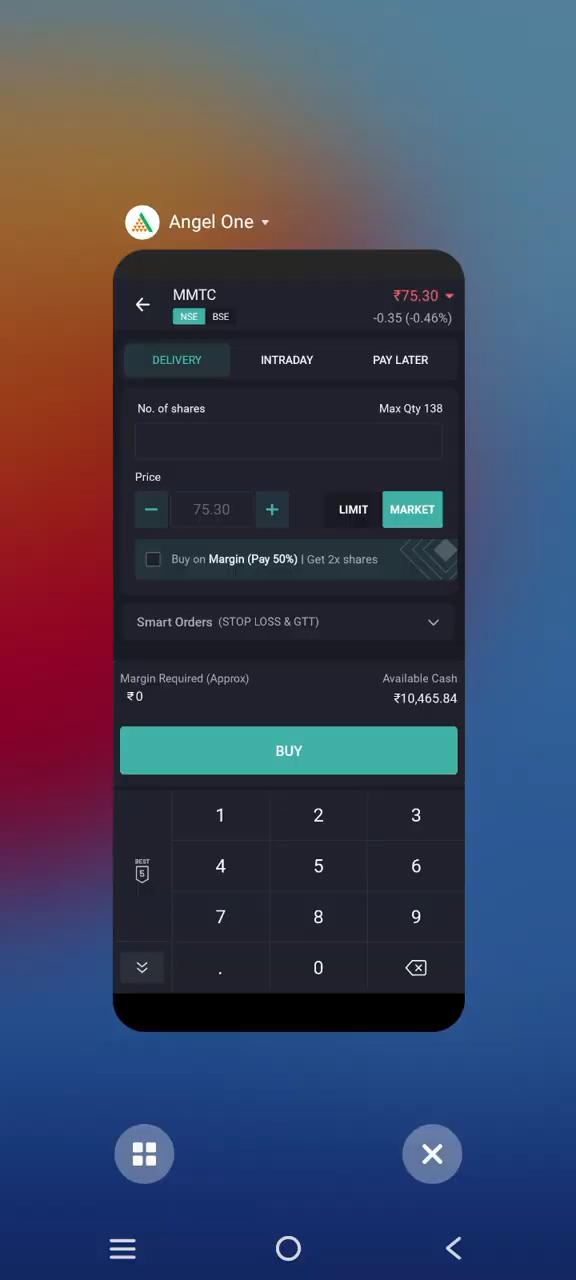 Angel One
MMTC
₹75.30
NSE BSE
-0.35 (-0.46%)
DELIVERY INTRADAY PAY LATER
No. of shares Max Qty 138
Price
75.30 LIMIT MARKET
Buy on Margin (Pay 50%) | Get 2x shares
Smart Orders (STOP LOSS & GTT)
Margin Required (Approx) Available Cash
₹0 ₹10,465.84
BUY
1 2 3
BEST
5
4 5 6
7 8 9
. 0